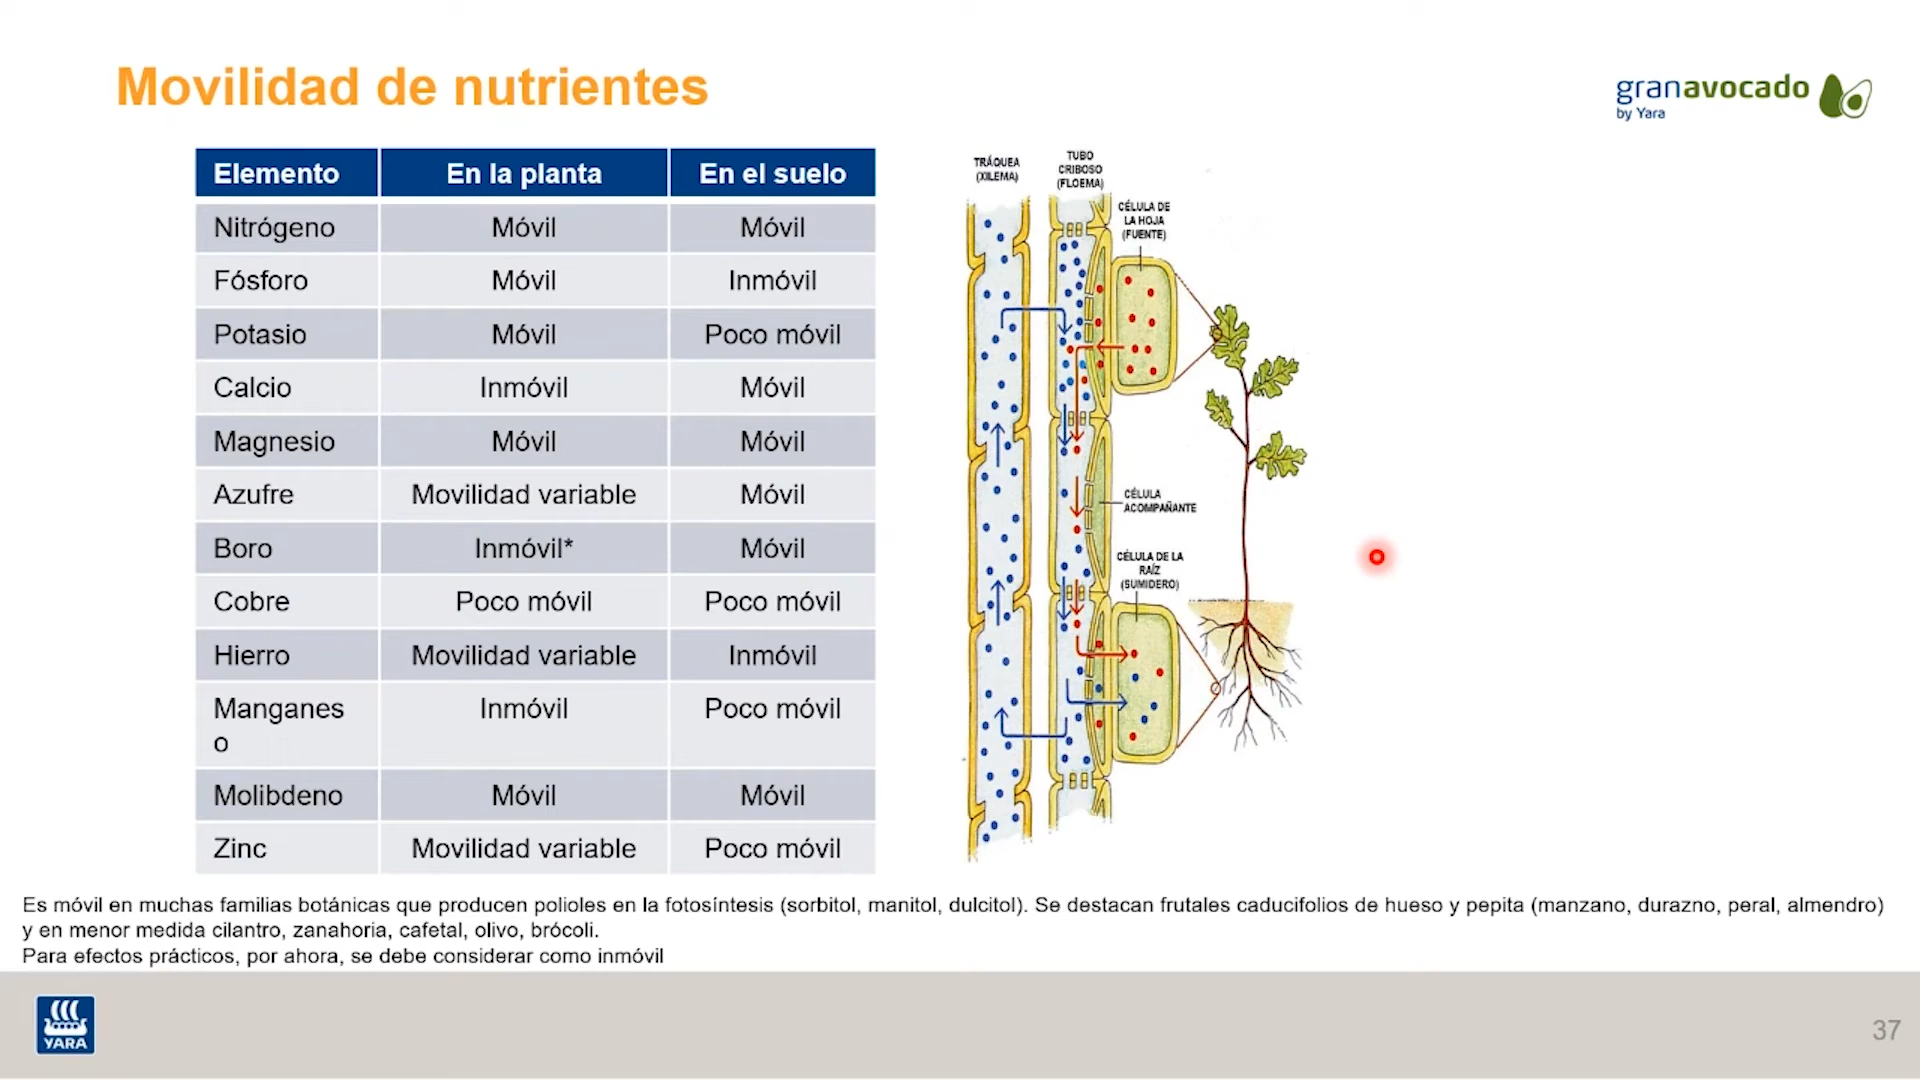 Movilidad de nutrientes
granavocado
by Yara
Elemento En la planta En el suelo
Nitrógeno Móvil Móvil
Fósforo Móvil Inmóvil
Potasio Móvil Poco móvil
Calcio Inmóvil Móvil
Magnesio Móvil Móvil
Azufre Movilidad variable Móvil
Boro Inmóvil* Móvil
Cobre Poco móvil Poco móvil
Hierro Movilidad variable Inmóvil
Manganes Inmóvil Poco móvil
o
Molibdeno Móvil Móvil
Zinc Movilidad variable Poco móvil
TRÁQUEA
(XILEMA)
TUBO
CRIBOSO
(FLOEMA)
CÉLULA DE
LA HOJA
(FUENTE)
CÉLULA
ACOMPAÑANTE
CÉLULA DE LA
RAÍZ
(SUMIDERO)
Es móvil en muchas familias botánicas que producen polioles en la fotosíntesis (sorbitol, manitol, dulcitol). Se destacan frutales caducifolios de hueso y pepita (manzano, durazno, peral, almendro)
y en menor medida cilantro, zanahoria, cafetal, olivo, brócoli.
Para efectos prácticos, por ahora, se debe considerar como inmóvil
YARA
37